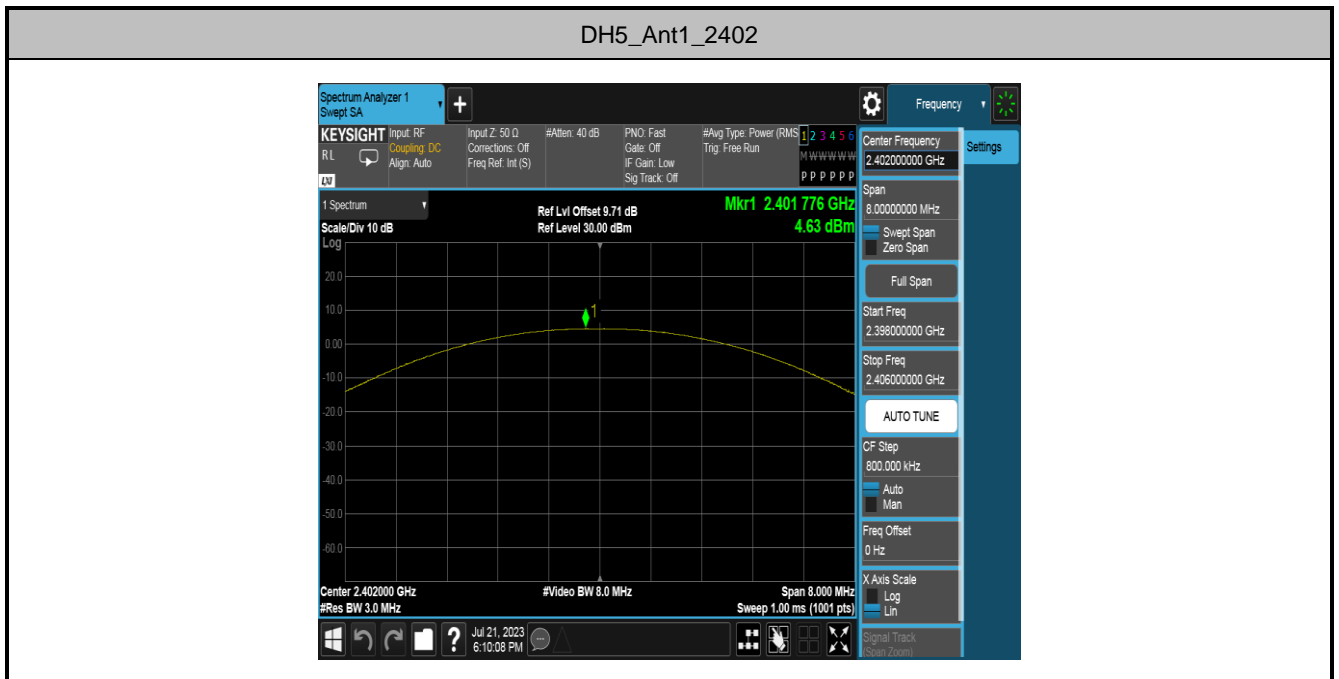 DH5_Ant1_2402
Spectrum Analyzer 1
Swept SA
+
Frequency
KEYSIGHT
RL
LXI
Input: RF
Coupling: DC
Align: Auto
Input Z: 50 Ω
Corrections: Off
Freq Ref: Int (S)
#Atten: 40 dB
PNO: Fast
Gate: Off
IF Gain: Low
Sig Track: Off
#Avg Type: Power (RMS
Trig: Free Run
1 2 3 4 5 6
M W W W W W
P P P P P P
1 Spectrum
Scale/Div 10 dB
Log
Ref Lvl Offset 9.71 dB
Ref Level 30.00 dBm
Mkr1 2.401 776 GHz
4.63 dBm
20.0
10.0
0.00
-10.0
-20.0
-30.0
-40.0
-50.0
-60.0
1
Center 2.402000 GHz
#Res BW 3.0 MHz
#Video BW 8.0 MHz
Span 8.000 MHz
Sweep 1.00 ms (1001 pts)
Center Frequency
2.402000000 GHz
Span
8.00000000 MHz
Swept Span
Zero Span
Full Span
Start Freq
2.398000000 GHz
Stop Freq
2.406000000 GHz
AUTO TUNE
CF Step
800.000 kHz
Auto
Man
Freq Offset
0 Hz
X Axis Scale
Log
Lin
Signal Track
(Span Zoom)
Settings
?
Jul 21, 2023
6:10:08 PM